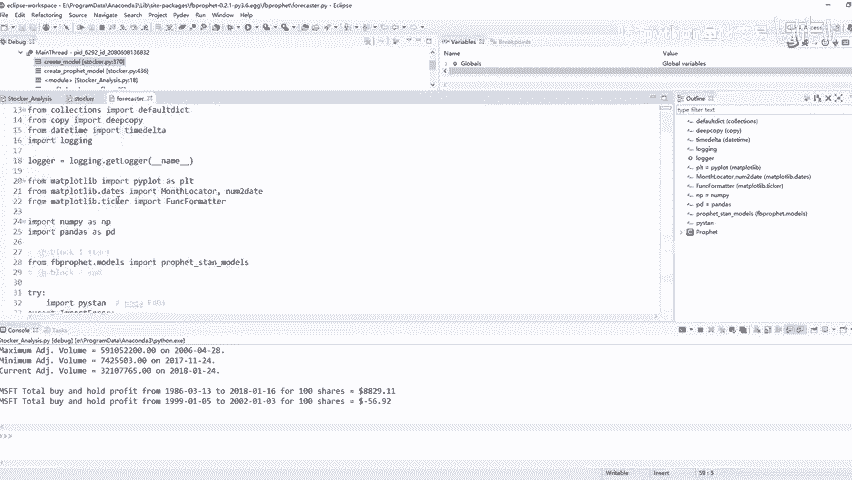 eclipse-workspace - E:\ProgramData\Anaconda3\Lib\site-packages\fbprophet-0.2.1-py3.6.egg\fbprophet\forecaster.py - Eclipse
File Edit Source Refactoring Navigate Search Project Pydev Run Window Help
Debug
MainThread - pid_6292_id_2080608136832
create_model [stocker.py:370]
create_prophet_model [stocker.py:436]
<module> [Stocker_Analysis.py:18]
Variables Breakpoints
Name Value
Globals Global variables
Stocker_Analysis stocker forecaster
13 from collections import defaultdict
14 from copy import deepcopy
15 from datetime import timedelta
16 import logging
17
18 logger = logging.getLogger(__name__)
19
20 from matplotlib import pyplot as plt
21 from matplotlib.dates import MonthLocator, num2date
22 from matplotlib.ticker import FuncFormatter
23
24 import numpy as np
25 import pandas as pd
26
27
28 from fbprophet.models import prophet_stan_models
29
30
31 try:
32 import pystan # noqa F401
Outline
type filter text
defaultdict (collections)
deepcopy (copy)
timedelta (datetime)
logging
logger
plt = pyplot (matplotlib)
MonthLocator, num2date (matplotlib.dates)
FuncFormatter (matplotlib.ticker)
np = numpy
pd = pandas
prophet_stan_models (fbprophet.models)
pystan
Prophet
Console Tasks
Stocker_Analysis.py [debug] [e:\ProgramData\Anaconda3\python.exe]
Maximum Adj. Volume = 591052200.00 on 2006-04-28.
Minimum Adj. Volume = 7425503.00 on 2017-11-24.
Current Adj. Volume = 32107765.00 on 2018-01-24.
MSFT Total buy and hold profit from 1986-03-13 to 2018-01-16 for 100 shares = $8829.11
MSFT Total buy and hold profit from 1999-01-05 to 2002-01-03 for 100 shares = $-56.92
>>>
Writable Insert 59 : 5